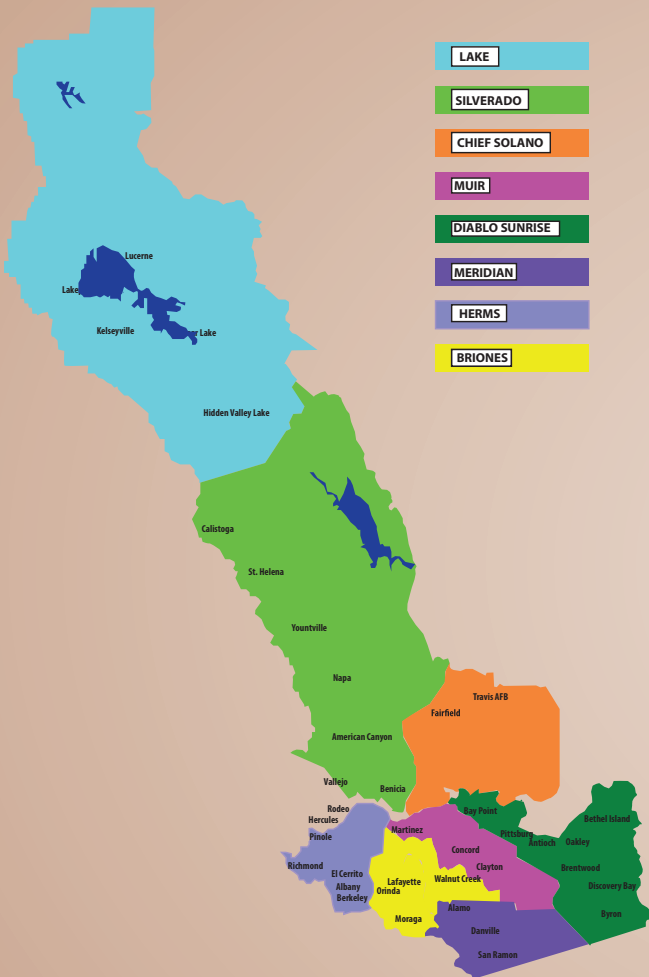 LAKE
SILVERADO
CHIEF SOLANO
MUIR
DIABLO SUNRISE
MERIDIAN
HERMS
BRIONES
Lucerne
Lake
Kelseyville
Lake
Hidden Valley Lake
Calistoga
St. Helena
Yountville
Napa
Travis AFB
Fairfield
American Canyon
Vallejo
Benicia
Rodeo
Hercules
Pinole
Richmond
El Cerrito
Albany
Berkeley
Martinez
Concord
Clayton
Walnut Creek
Lafayette
Orinda
Moraga
Alamo
Danville
San Ramon
Bay Point
Pittsburg
Antioch
Oakley
Bethel Island
Brentwood
Discovery Bay
Byron